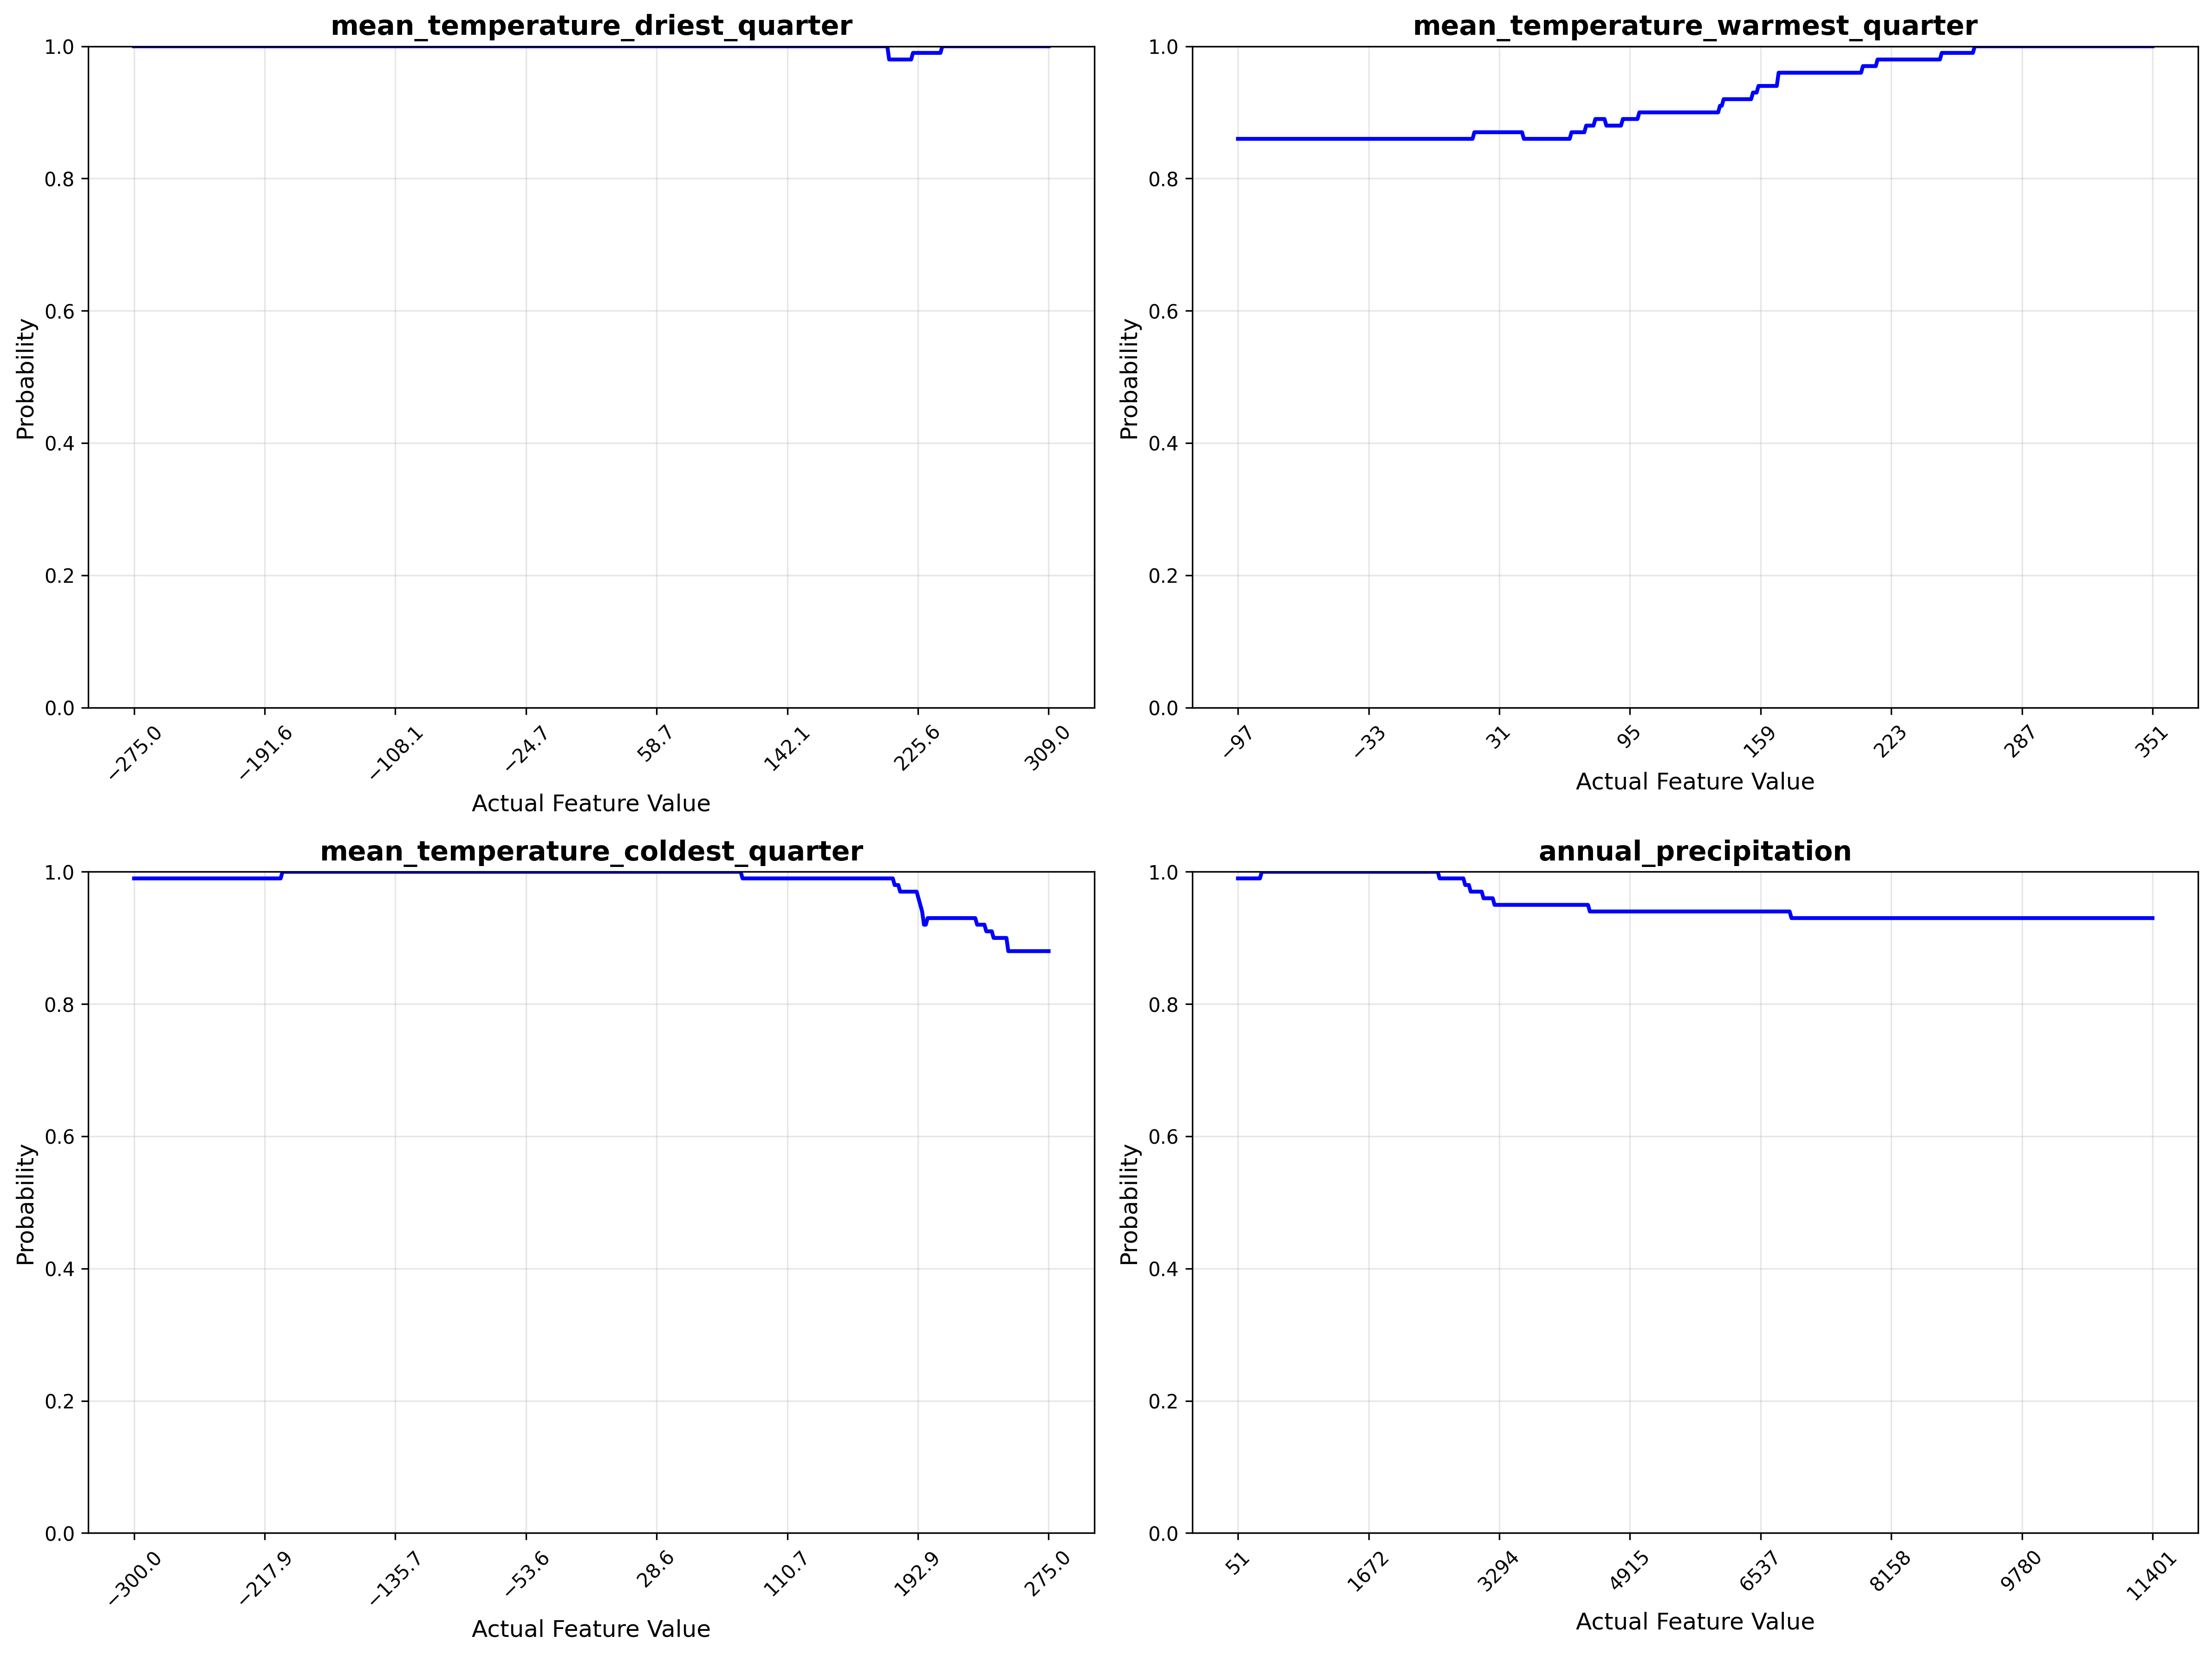 mean_temperature_driest_quarter
1.0
0.8
0.6
0.4
0.2
0.0
Probability
−275.0 −191.6 −108.1 −24.7 58.7 142.1 225.6 309.0
Actual Feature Value
mean_temperature_warmest_quarter
1.0
0.8
0.6
0.4
0.2
0.0
Probability
−97 −33 31 95 159 223 287 351
Actual Feature Value
mean_temperature_coldest_quarter
1.0
0.8
0.6
0.4
0.2
0.0
Probability
−300.0 −217.9 −135.7 −53.6 28.6 110.7 192.9 275.0
Actual Feature Value
annual_precipitation
1.0
0.8
0.6
0.4
0.2
0.0
Probability
51 1672 3294 4915 6537 8158 9780 11401
Actual Feature Value